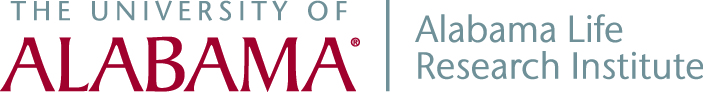 THE UNIVERSITY OF
ALABAMA®
Alabama Life
Research Institute